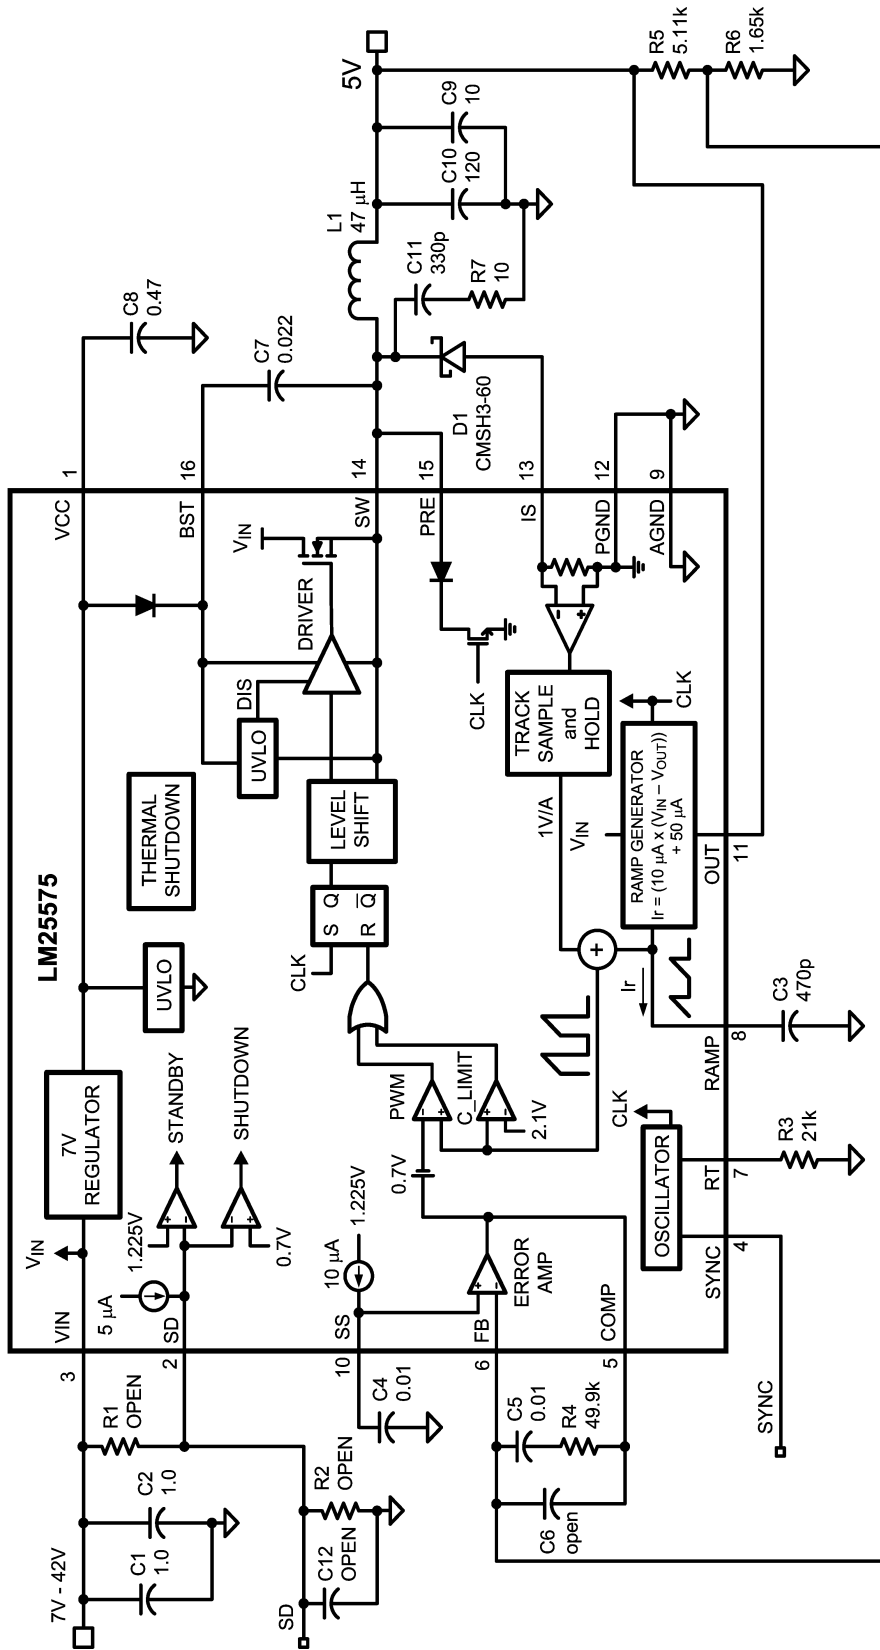 LM25575
7V - 42V
C1
1.0
C2
1.0
R1
OPEN
SD
C12
OPEN
R2
OPEN
3
VIN
VIN
7V
REGULATOR
2
SD
5 µA
1.225V
0.7V
STANDBY
SHUTDOWN
UVLO
THERMAL
SHUTDOWN
VCC
1
C8
0.47
BST
16
C7
0.022
UVLO
DIS
DRIVER
VIN
SW
14
L1
47 µH
5V
CLK
S Q
R Q
LEVEL
SHIFT
PRE
15
CLK
D1
CMSH3-60
C11
330p
R7
10
C10
120
C9
10
R5
5.11k
R6
1.65k
10
SS
10 µA
1.225V
C4
0.01
0.7V
PWM
C_LIMIT
2.1V
6
FB
ERROR
AMP
C5
0.01
R4
49.9k
C6
open
5
COMP
1V/A
TRACK
SAMPLE
and
HOLD
IS
13
PGND
12
AGND
9
VIN
RAMP GENERATOR
Ir = (10 µA x (VIN – VOUT))
+ 50 µA
CLK
Ir
OSCILLATOR
CLK
SYNC
4
SYNC
RT
7
R3
21k
RAMP
8
C3
470p
OUT
11